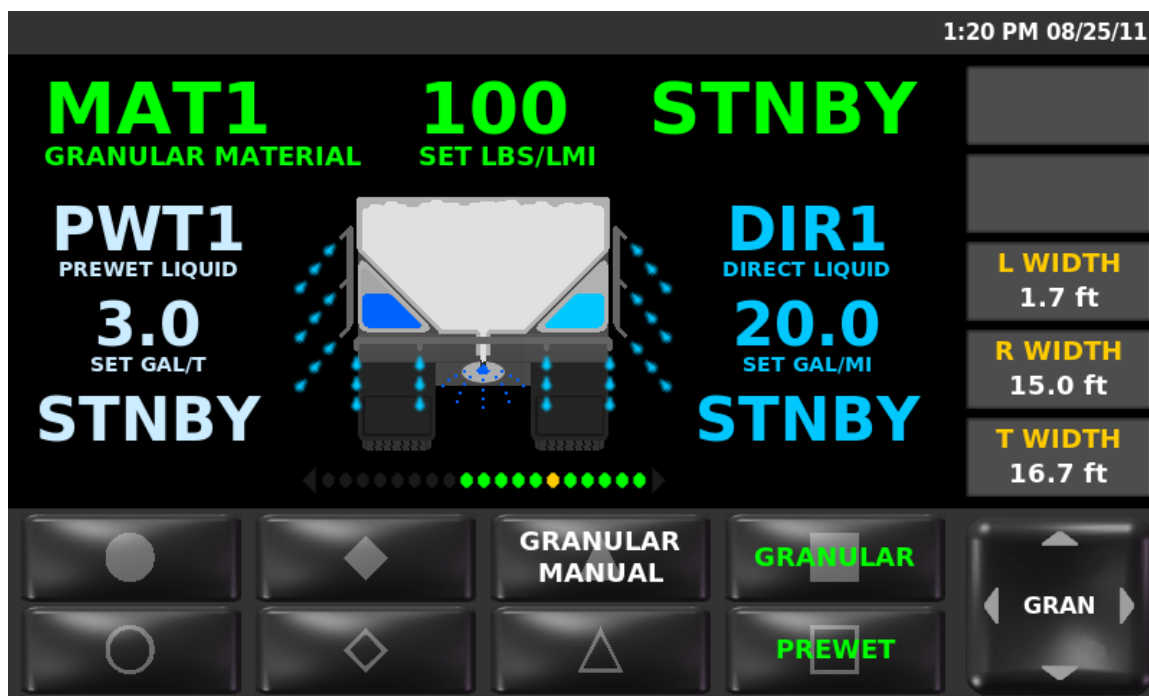 1:20 PM 08/25/11
MAT1 100 STNBY
GRANULAR MATERIAL SET LBS/LMI
PWT1
PREWET LIQUID
3.0
SET GAL/T
STNBY
DIR1
DIRECT LIQUID
20.0
SET GAL/MI
STNBY
L WIDTH
1.7 ft
R WIDTH
15.0 ft
T WIDTH
16.7 ft
GRANULAR
MANUAL
GRANULAR
PREWET
GRAN